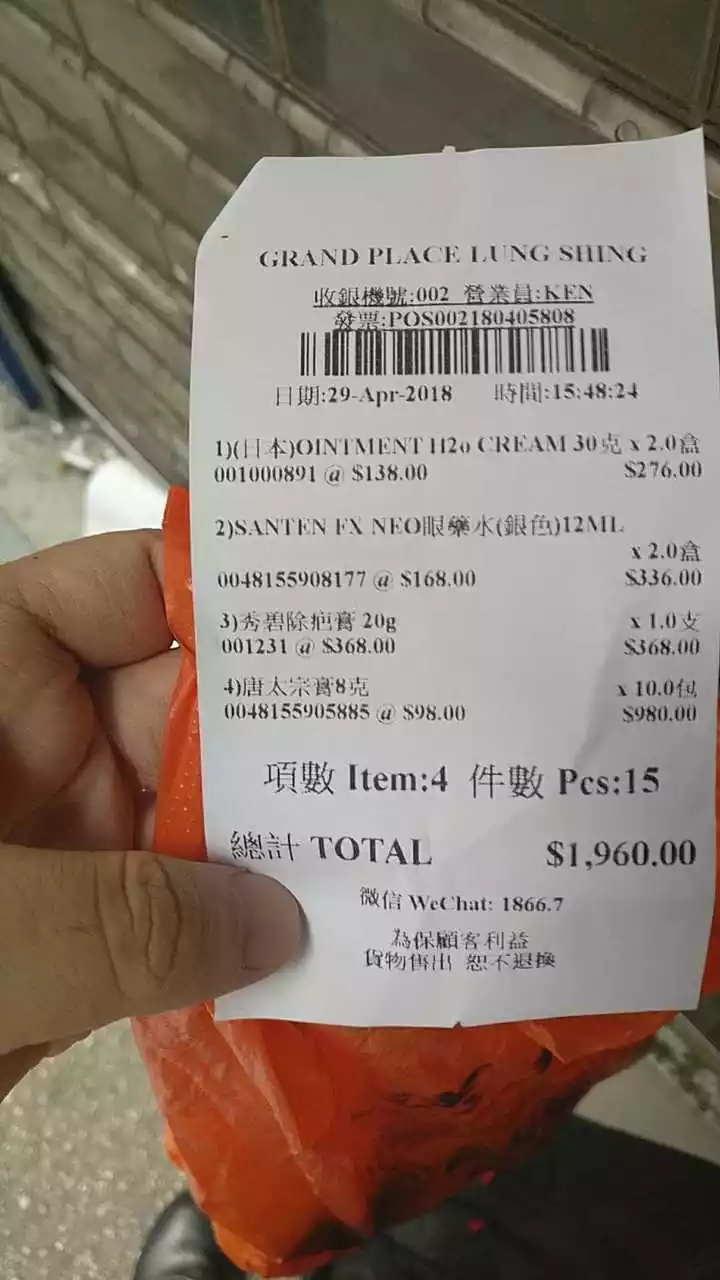 GRAND PLACE LUNG SHING
收銀機號:002 營業員:KEN
發票:POS002180405808
日期:29-Apr-2018 時間:15:48:24
1)(日本)OINTMENT H2o CREAM 30克 x 2.0盒
001000891 @ $138.00 $276.00
2)SANTEN FX NEO眼藥水(銀色)12ML
x 2.0盒
0048155908177 @ $168.00 $336.00
3)秀碧除疤膏 20g x 1.0支
001231 @ $368.00 $368.00
4)唐太宗膏8克 x 10.0包
0048155905885 @ $98.00 $980.00
項數 Item:4 件數 Pcs:15
總計 TOTAL $1,960.00
微信 WeChat: 1866.7
為保顧客利益
貨物售出 恕不退換